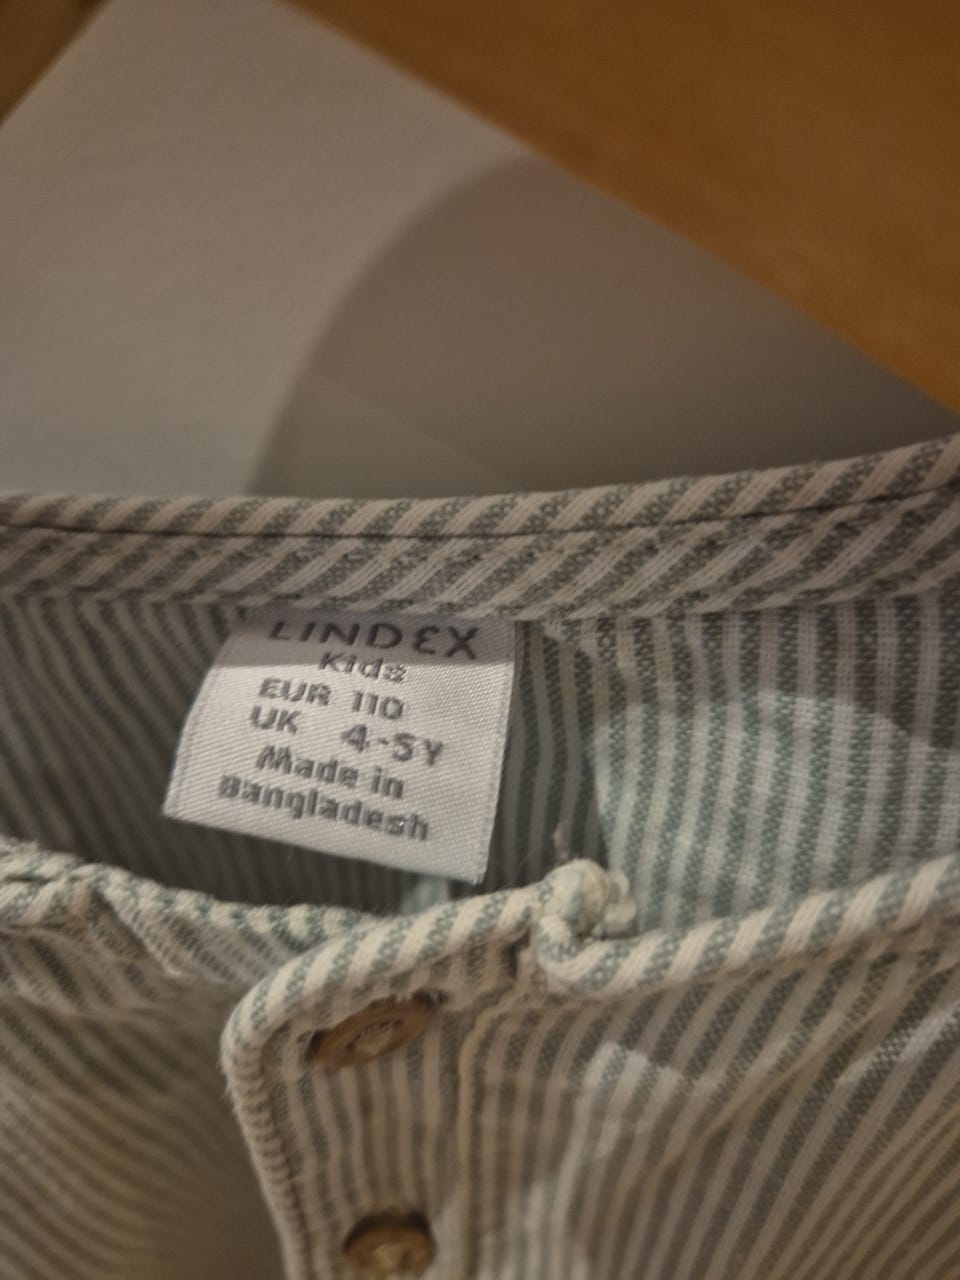 LINDEX
Kids
EUR 110
UK 4-5Y
Made in
Bangladesh